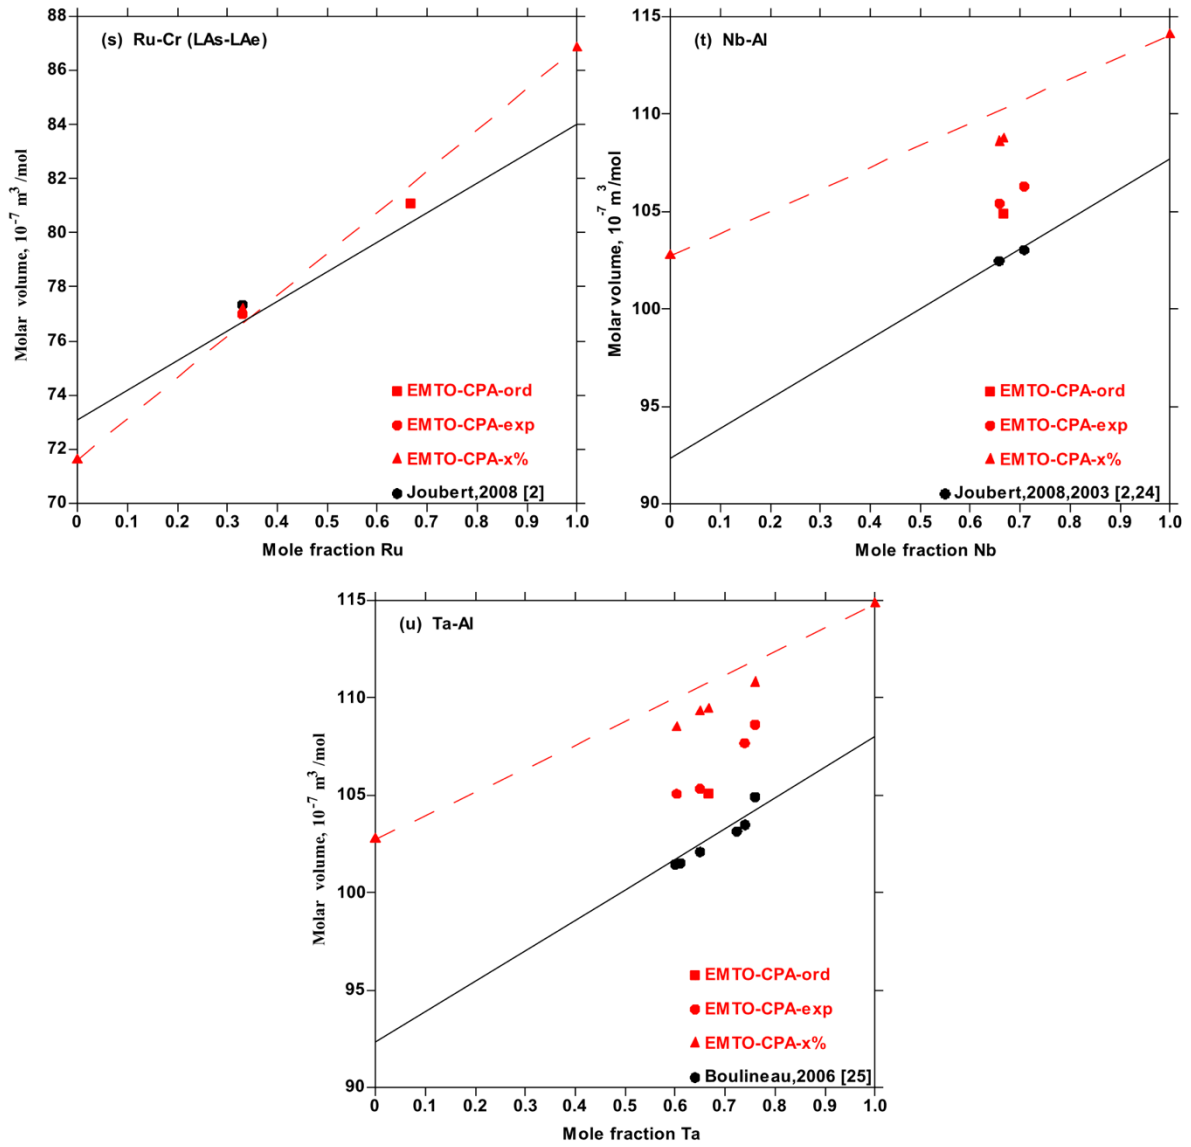 (s) Ru-Cr (LAs-LAe)
Molar volume, 10-7 m3/mol
88
86
84
82
80
78
76
74
72
70
EMTO-CPA-ord
EMTO-CPA-exp
EMTO-CPA-x%
Joubert,2008 [2]
0 0.1 0.2 0.3 0.4 0.5 0.6 0.7 0.8 0.9 1.0
Mole fraction Ru
(t) Nb-Al
Molar volume, 10-7 m3/mol
115
110
105
100
95
90
EMTO-CPA-ord
EMTO-CPA-exp
EMTO-CPA-x%
Joubert,2008,2003 [2,24]
0 0.1 0.2 0.3 0.4 0.5 0.6 0.7 0.8 0.9 1.0
Mole fraction Nb
(u) Ta-Al
Molar volume, 10-7 m3/mol
115
110
105
100
95
90
EMTO-CPA-ord
EMTO-CPA-exp
EMTO-CPA-x%
Boulineau,2006 [25]
0 0.1 0.2 0.3 0.4 0.5 0.6 0.7 0.8 0.9 1.0
Mole fraction Ta